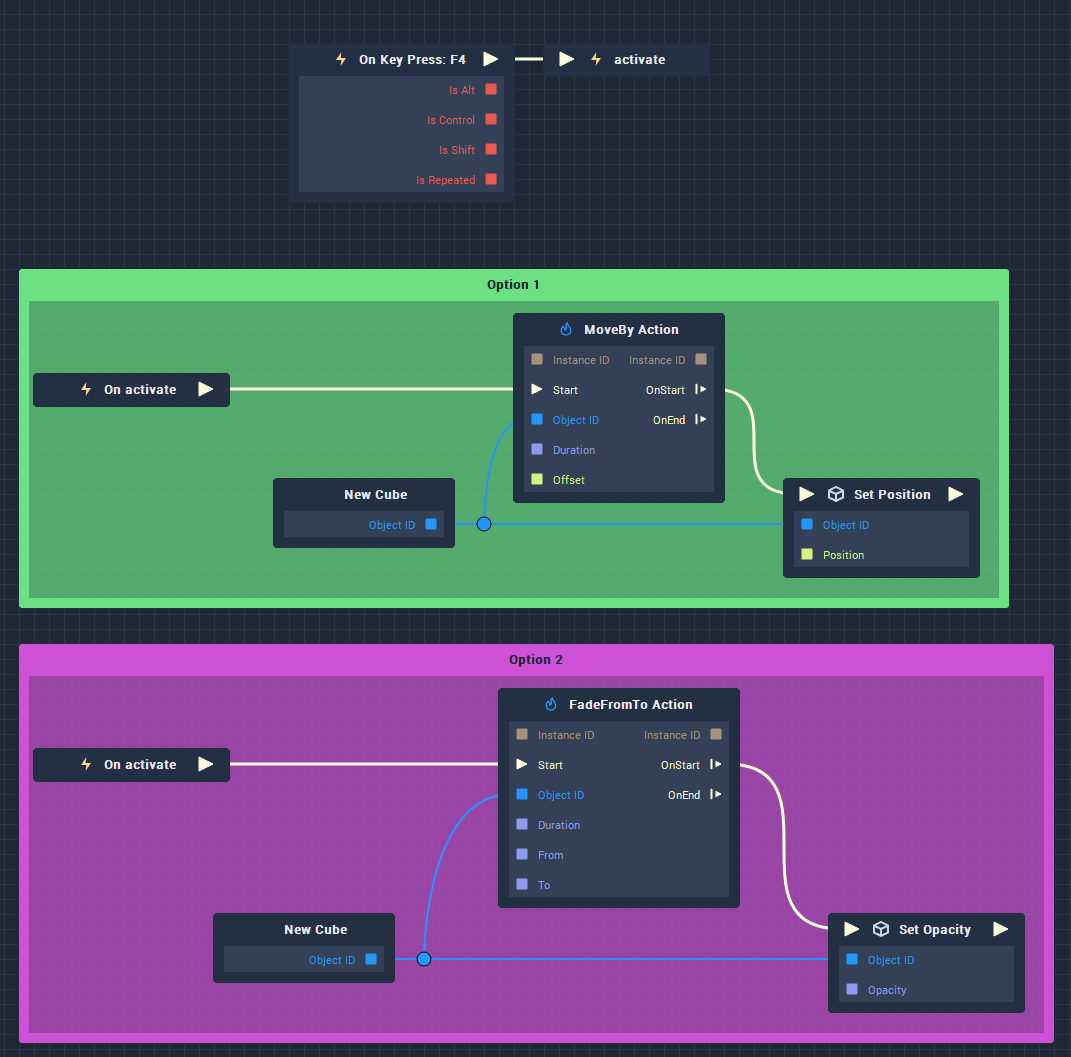 On Key Press: F4
activate
Is Alt
Is Control
Is Shift
Is Repeated
Option 1
On activate
MoveBy Action
Instance ID Instance ID
Start OnStart
Object ID OnEnd
Duration
Offset
New Cube
Object ID
Set Position
Object ID
Position
Option 2
On activate
FadeFromTo Action
Instance ID Instance ID
Start OnStart
Object ID OnEnd
Duration
From
To
New Cube
Object ID
Set Opacity
Object ID
Opacity